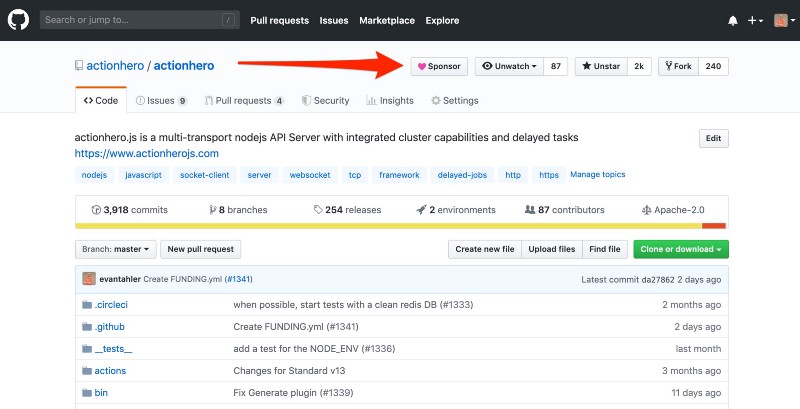 Search or jump to... / Pull requests Issues Marketplace Explore
actionhero / actionhero Sponsor Unwatch 87 Unstar 2k Fork 240
Code Issues 9 Pull requests 4 Security Insights Settings
actionhero.js is a multi-transport nodejs API Server with integrated cluster capabilities and delayed tasks Edit
https://www.actionherojs.com
nodejs javascript socket-client server websocket tcp framework delayed-jobs http https Manage topics
3,918 commits 8 branches 254 releases 2 environments 87 contributors Apache-2.0
Branch: master New pull request Create new file Upload files Find file Clone or download
evantahler Create FUNDING.yml (#1341) Latest commit da27862 2 days ago
.circleci when possible, start tests with a clean redis DB (#1333) 2 months ago
.github Create FUNDING.yml (#1341) 2 days ago
__tests__ add a test for the NODE_ENV (#1336) last month
actions Changes for Standard v13 3 months ago
bin Fix Generate plugin (#1339) 11 days ago